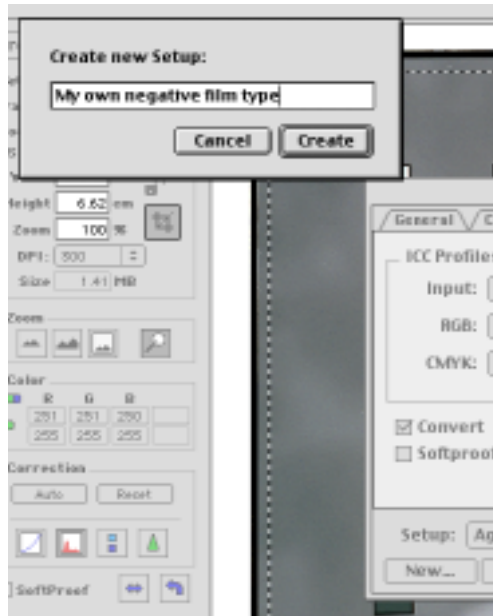 Create new Setup:
My own negative film type
Cancel Create
Height 6.62 cm
Zoom 100 %
DPI: 300
Size 1.41 MB
Zoom
Color
R G B
251 251 250
255 255 255
Correction
Auto Reset
SoftProof
General
ICC Profiles
Input:
RGB:
CMYK:
Convert
Softproof
Setup: Ag
New...